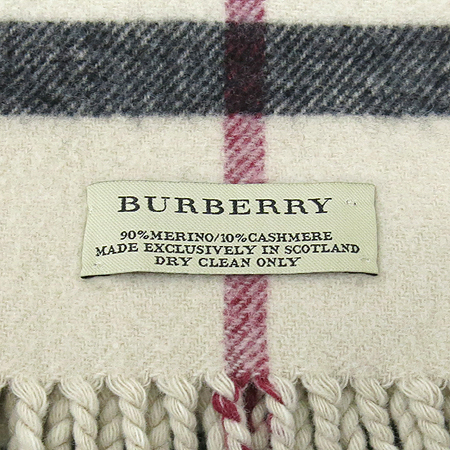 BURBERRY
90%MERINO/10%CASHMERE
MADE EXCLUSIVELY IN SCOTLAND
DRY CLEAN ONLY